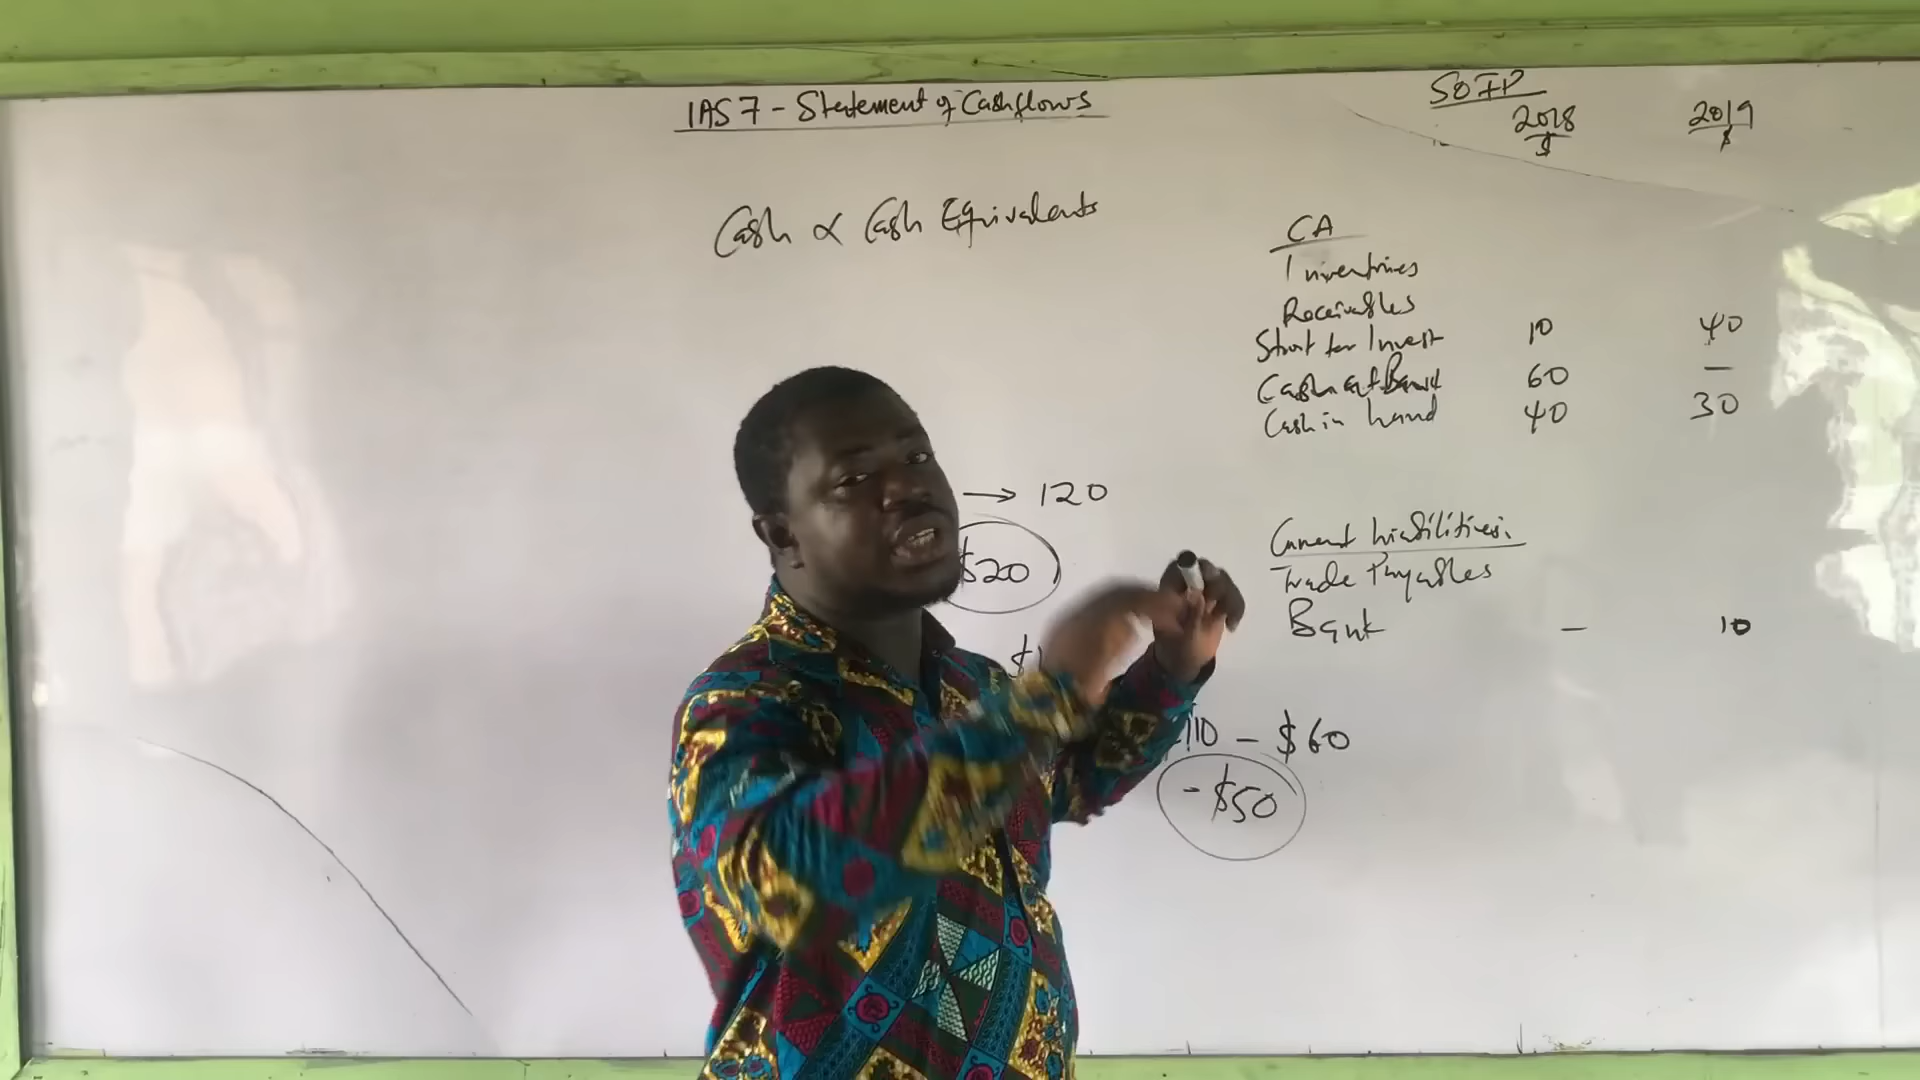 IAS 7 - Statement of Cashflows
Cash & Cash Equivalents
→ 120
$20
$1
110 - $60
- $50
SOFP
2018 2019
$ $
CA
Inventories
Receivables
Short ter Invest 10 40
Cash at Bank 60 —
Cash in hand 40 30
Current Liabilities:
Trade Payables
Bank — 10